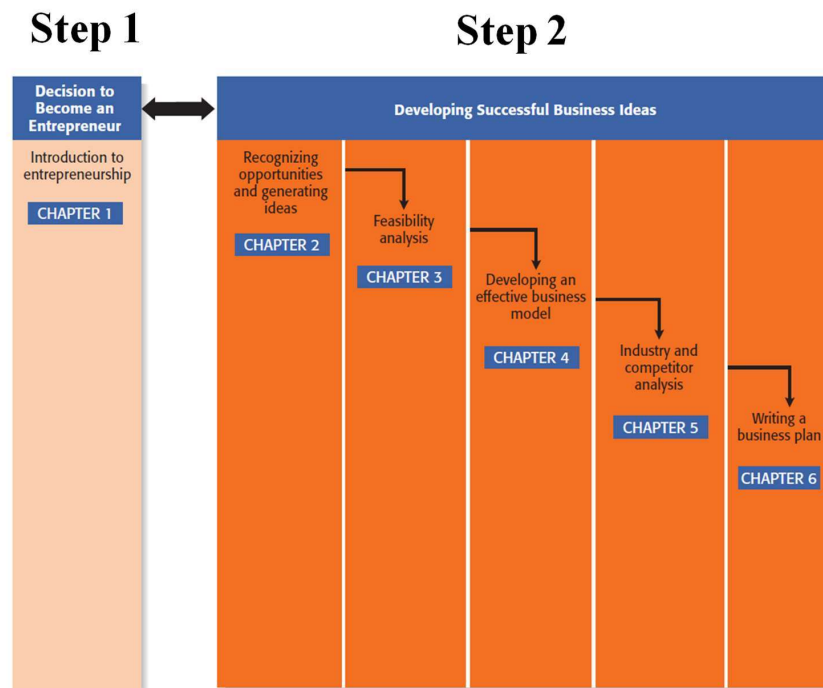 Step 1
Step 2
Decision to
Become an
Entrepreneur
Developing Successful Business Ideas
Introduction to
entrepreneurship
CHAPTER 1
Recognizing
opportunities
and generating
ideas
CHAPTER 2
Feasibility
analysis
CHAPTER 3
Developing an
effective business
model
CHAPTER 4
Industry and
competitor
analysis
CHAPTER 5
Writing a
business plan
CHAPTER 6